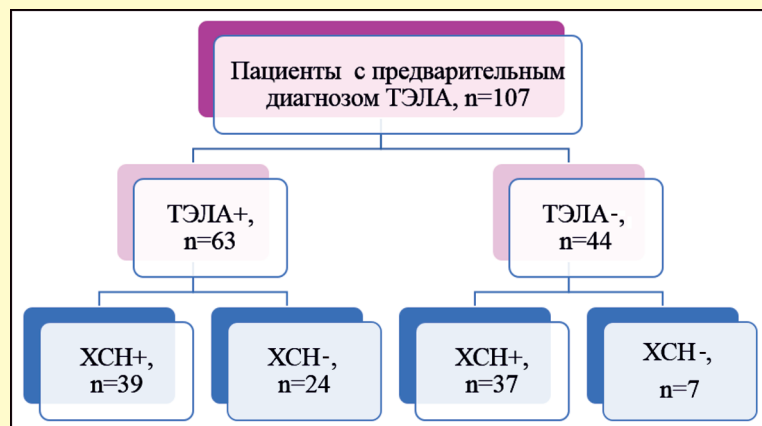 Пациенты с предварительным
диагнозом ТЭЛА, n=107
ТЭЛА+,
n=63
ТЭЛА-,
n=44
ХСН+,
n=39
ХСН-,
n=24
ХСН+,
n=37
ХСН-,
n=7